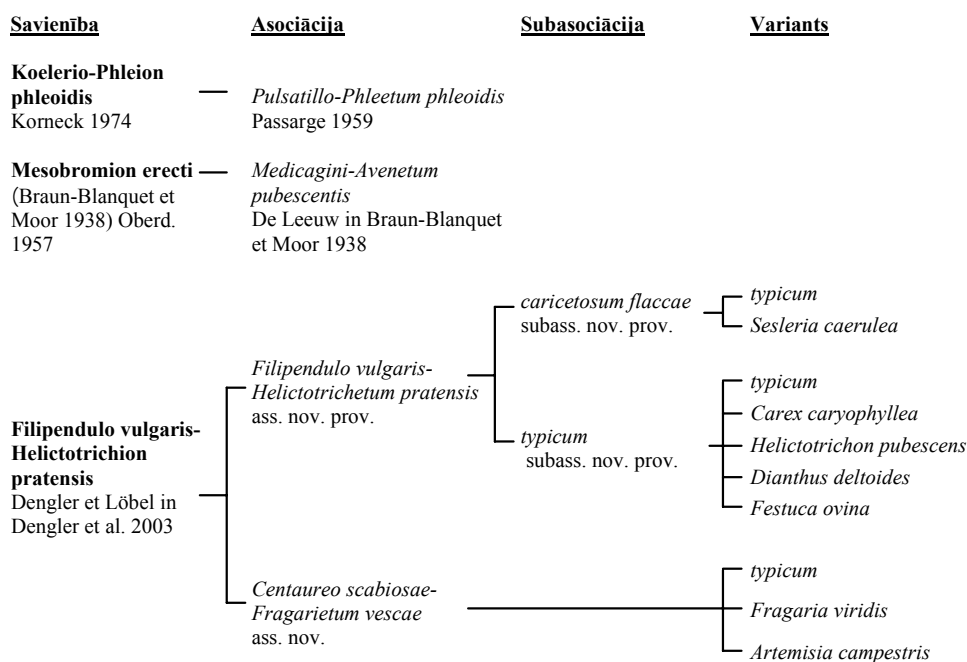 Savienība Asociācija Subasociācija Variants
Koelerio-Phleion
phleoidis
Korneck 1974
Pulsatillo-Phleetum phleoidis
Passarge 1959
Mesobromion erecti
(Braun-Blanquet et
Moor 1938) Oberd.
1957
Medicagini-Avenetum
pubescentis
De Leeuw in Braun-Blanquet
et Moor 1938
Filipendulo vulgaris-
Helictotrichion
pratensis
Dengler et Löbel in
Dengler et al. 2003
Filipendulo vulgaris-
Helictotrichetum pratensis
ass. nov. prov.
caricetosum flaccae
subass. nov. prov.
typicum
Sesleria caerulea
typicum
subass. nov. prov.
typicum
Carex caryophyllea
Helictotrichon pubescens
Dianthus deltoides
Festuca ovina
Centaureo scabiosae-
Fragarietum vescae
ass. nov.
typicum
Fragaria viridis
Artemisia campestris